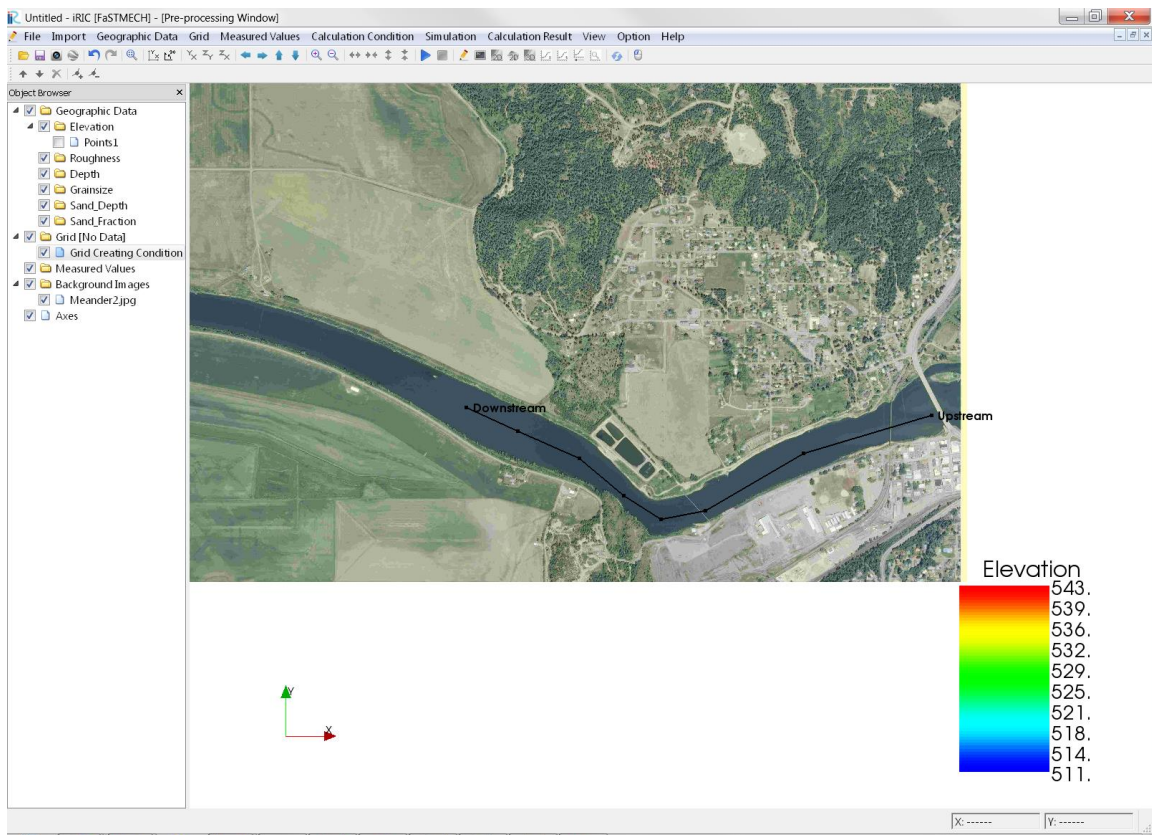 Untitled - iRIC [FaSTMECH] - [Pre-processing Window]
File Import Geographic Data Grid Measured Values Calculation Condition Simulation Calculation Result View Option Help
Object Browser
Geographic Data
Elevation
Points1
Roughness
Depth
Grainsize
Sand_Depth
Sand_Fraction
Grid [No Data]
Grid Creating Condition
Measured Values
Background Images
Meander2.jpg
Axes
Downstream
Upstream
Elevation
543.
539.
536.
532.
529.
525.
521.
518.
514.
511.
Y
X
X: ------ Y: ------